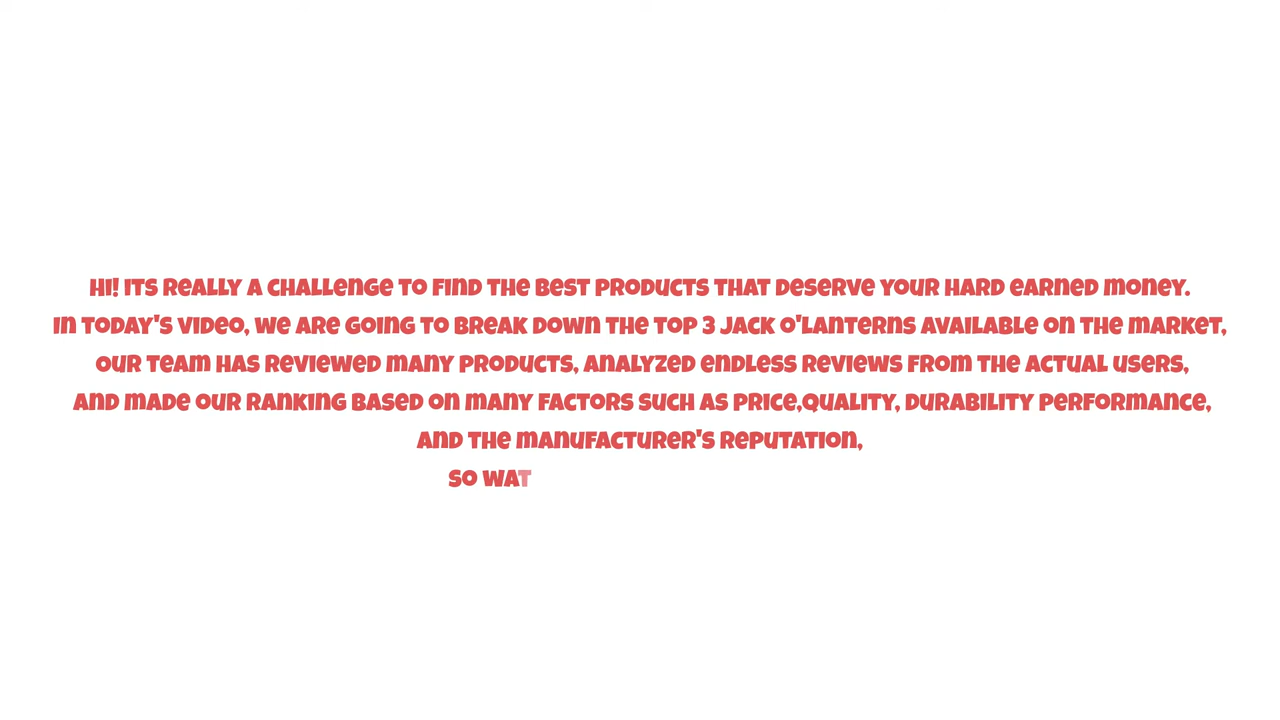 Hi! Its really a challenge to find the best products that deserve your hard earned money.
In today's video, we are going to break down the top 3 Jack O'Lanterns available on the market,
our team has reviewed many products, analyzed endless reviews from the actual users,
and made our ranking based on many factors such as price,quality, durability performance,
and the manufacturer's reputation,
so wat